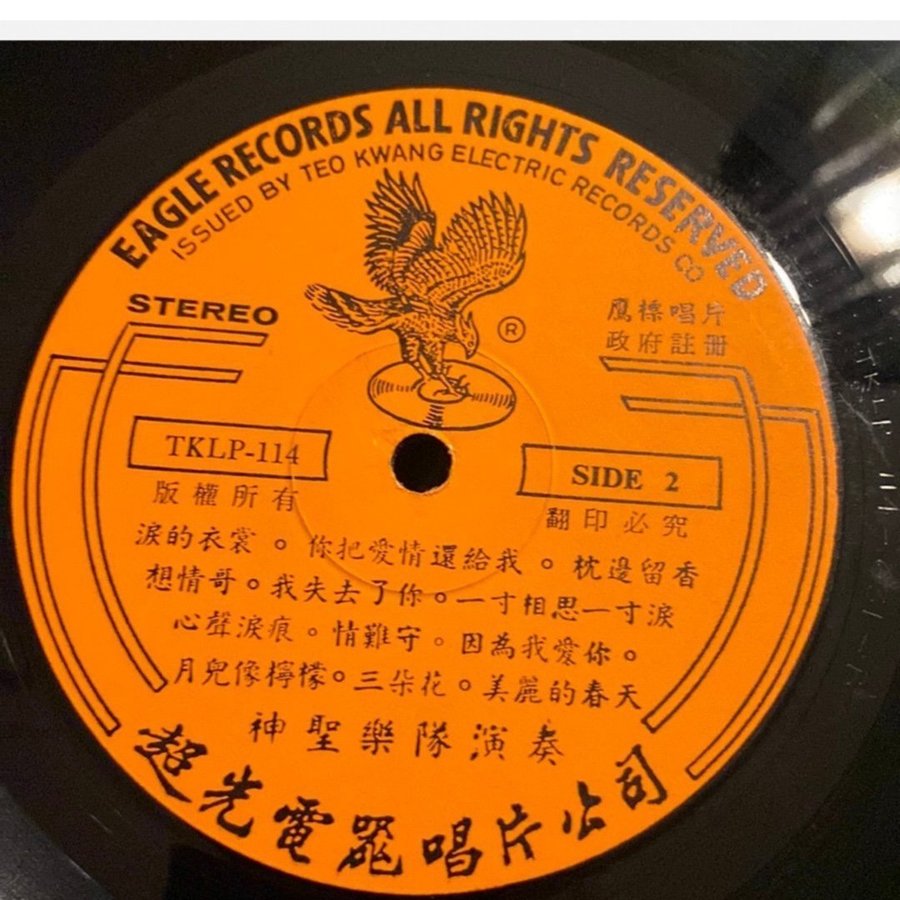 EAGLE RECORDS ALL RIGHTS RESERVED
ISSUED BY TEO KWANG ELECTRIC RECORDS CO
STEREO
®
鷹標唱片
政府註冊
TKLP-114
SIDE 2
版權所有
翻印必究
淚的衣裳。你把愛情還給我。枕邊留香
想情哥。我失去了你。一寸相思一寸淚
心聲淚痕。情難守。因為我愛你。
月兒像檸檬。三朵花。美麗的春天
神聖樂隊演奏
超光電器唱片公司